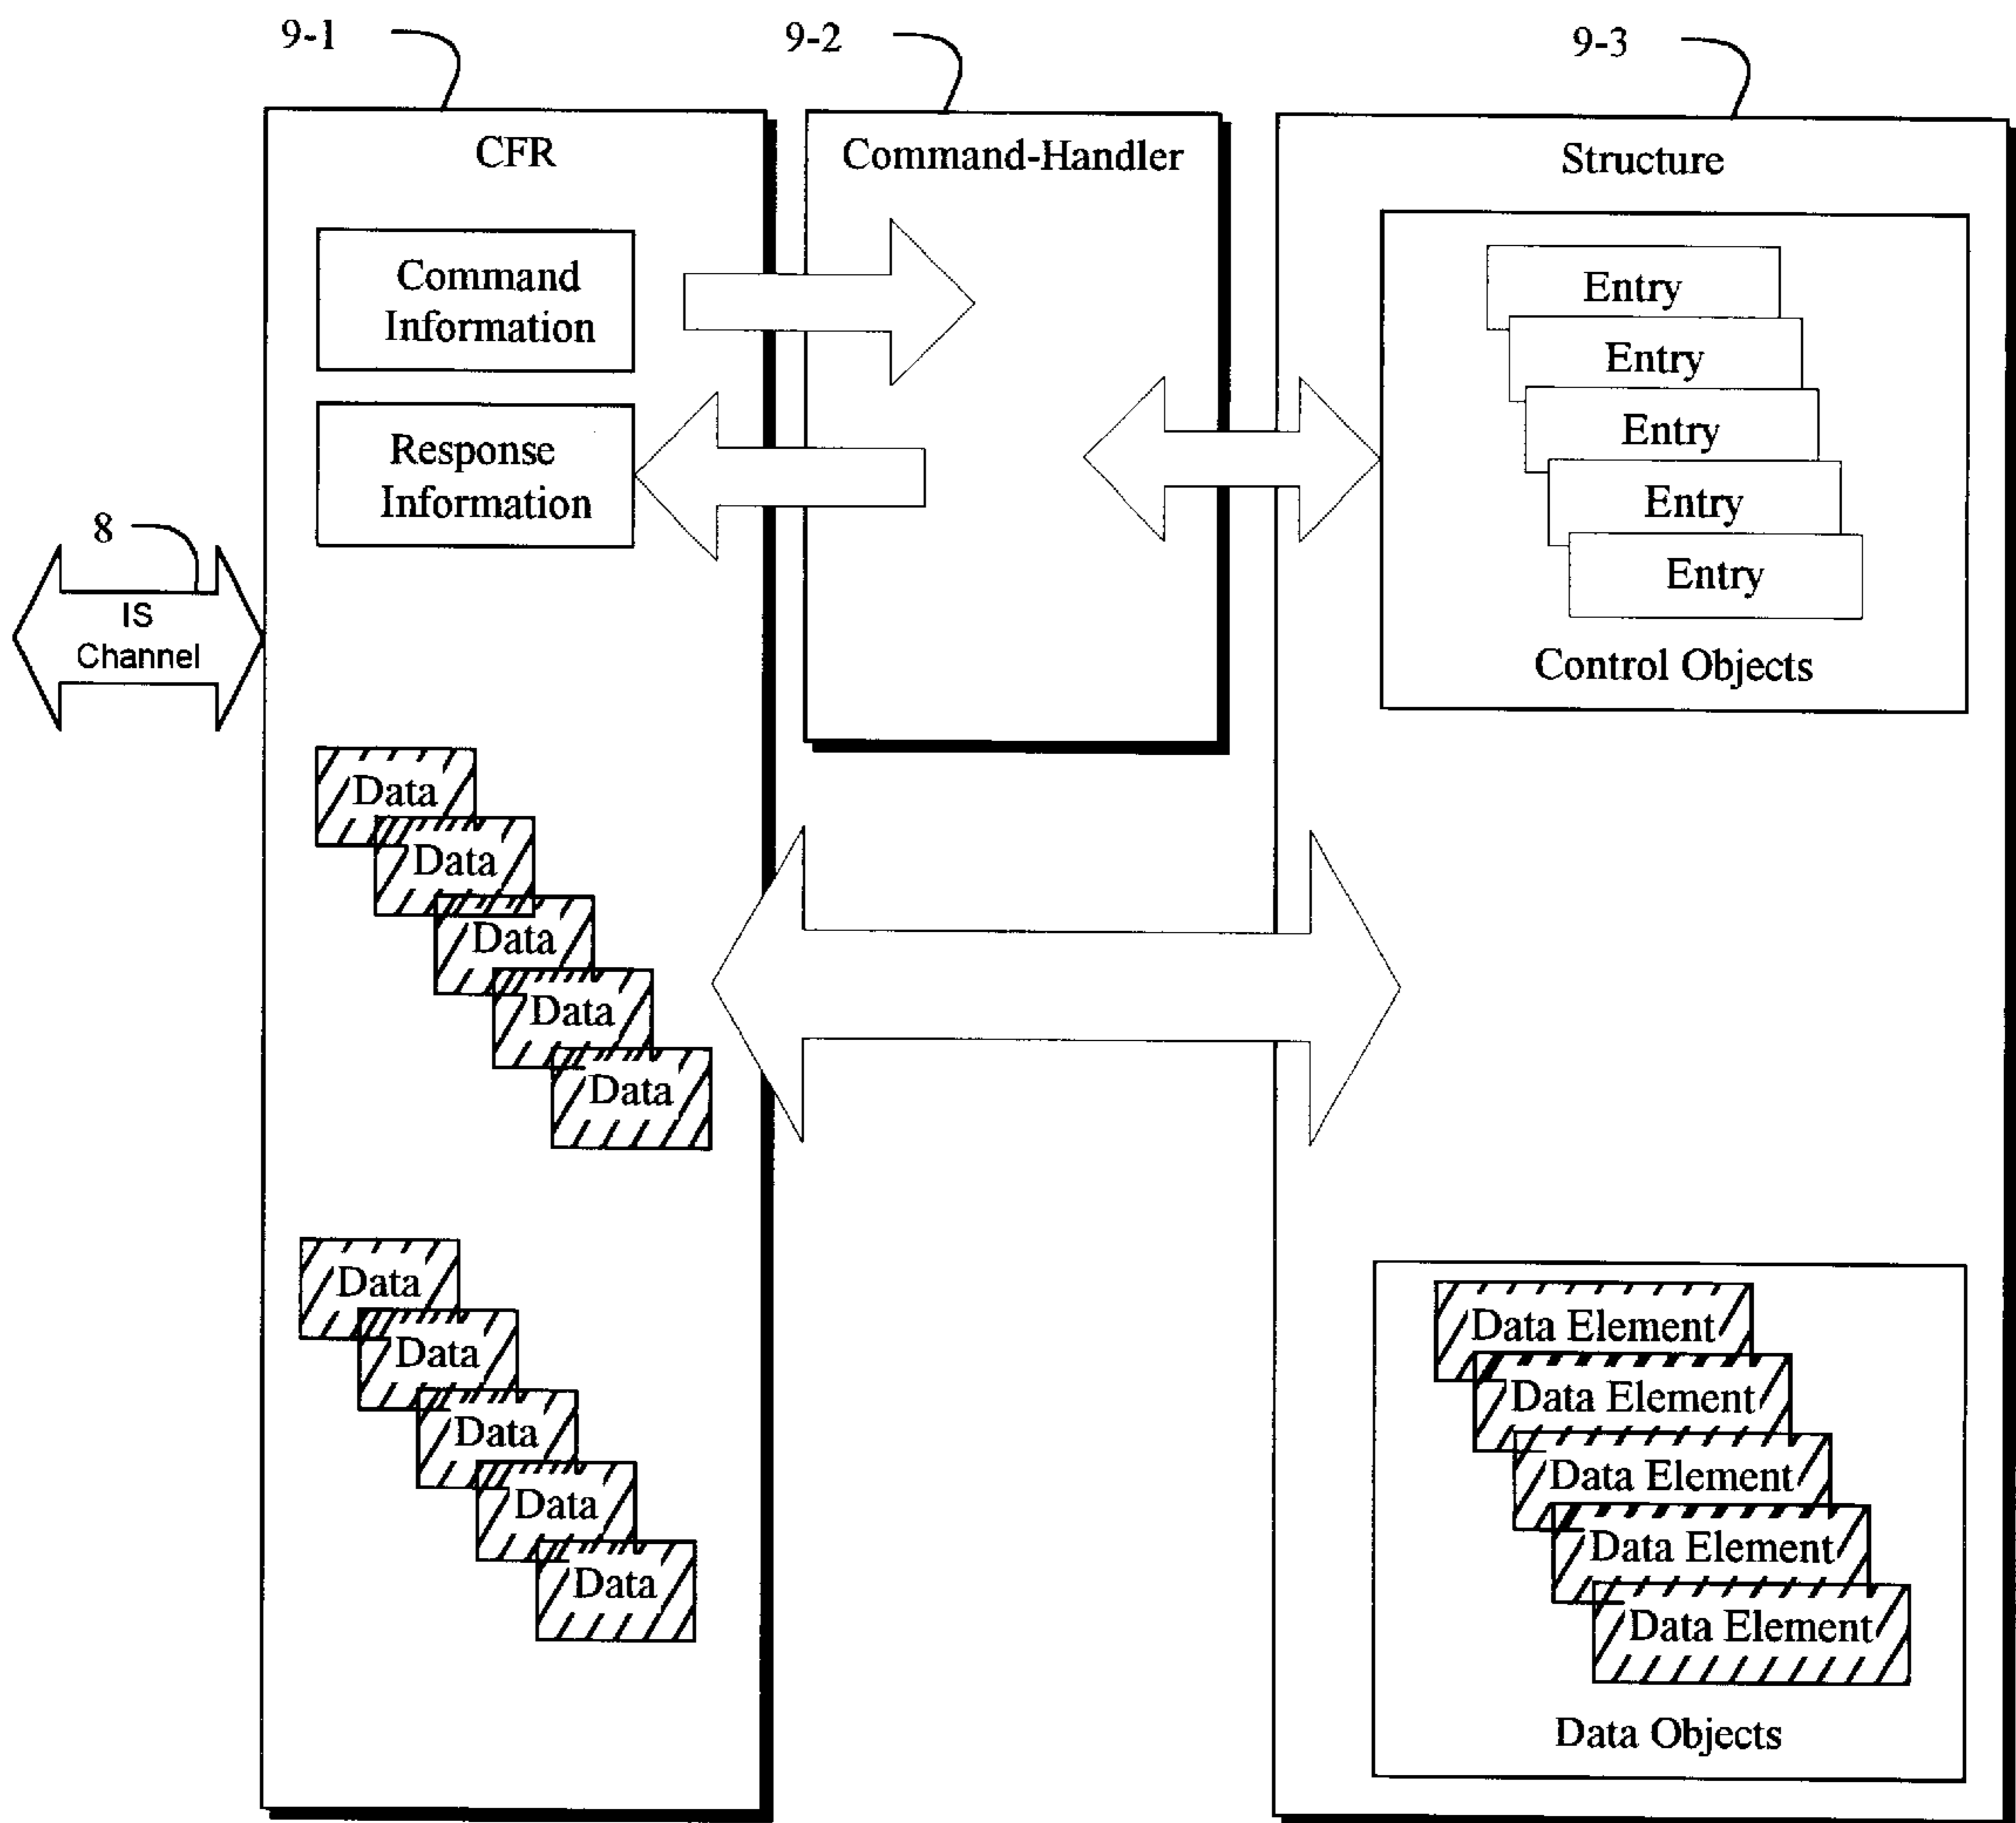 9-1
9-2
9-3
CFR
Command-Handler
Structure
Command
Information
Response
Information
Entry
Entry
Entry
Entry
Entry
Control Objects
8
IS
Channel
Data
Data
Data
Data
Data
Data
Data
Data
Data
Data
Data Element
Data Element
Data Element
Data Element
Data Element
Data Objects